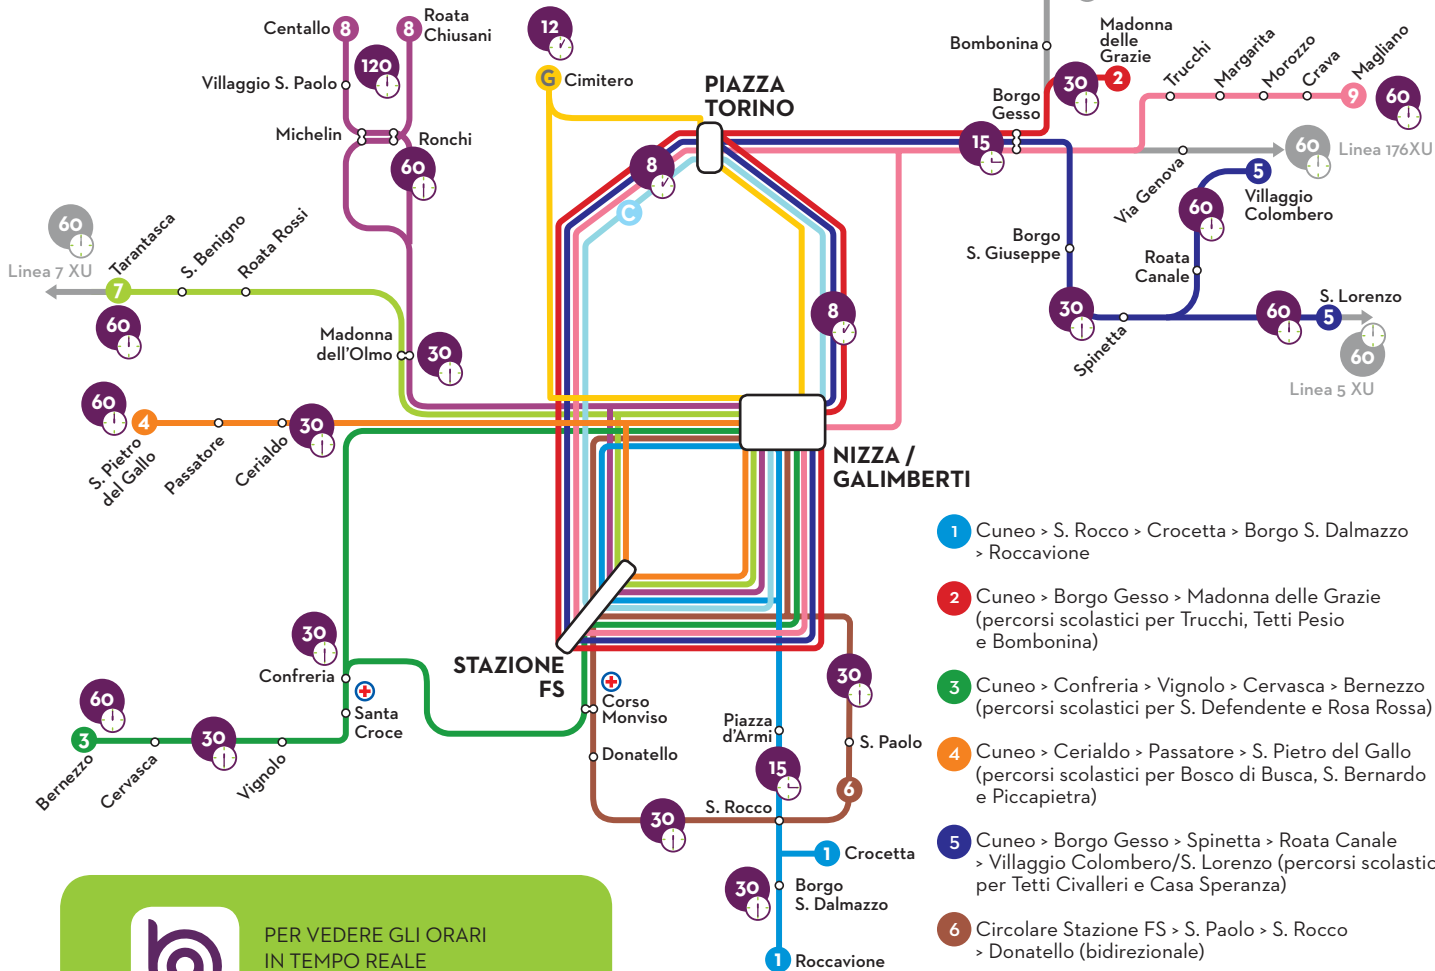 Centallo
8
8
Roata
Chiusani
120
Villaggio S. Paolo
Michelin
Ronchi
60
12
G
Cimitero
PIAZZA
TORINO
8
C
8
Bombonina
Madonna
delle
Grazie
30
2
Borgo
Gesso
15
Trucchi
Margarita
Morozzo
Crava
Magliano
9
60
60
Linea 176XU
Via Genova
5
Villaggio
Colombero
60
Borgo
S. Giuseppe
Roata
Canale
30
Spinetta
60
S. Lorenzo
5
60
Linea 5 XU
60
Linea 7 XU
Tarantasca
S. Benigno
Roata Rossi
7
60
Madonna
dell'Olmo
30
60
4
S. Pietro
del Gallo
Passatore
Cerialdo
30
NIZZA /
GALIMBERTI
STAZIONE
FS
30
Confreria
Santa
Croce
60
3
30
Bernezzo
Cervasca
Vignolo
Corso
Monviso
Donatello
30
Piazza
d'Armi
30
S. Paolo
15
6
S. Rocco
1
Crocetta
30
Borgo
S. Dalmazzo
1
Roccavione
1 Cuneo > S. Rocco > Crocetta > Borgo S. Dalmazzo
> Roccavione
2 Cuneo > Borgo Gesso > Madonna delle Grazie
(percorsi scolastici per Trucchi, Tetti Pesio
e Bombonina)
3 Cuneo > Confreria > Vignolo > Cervasca > Bernezzo
(percorsi scolastici per S. Defendente e Rosa Rossa)
4 Cuneo > Cerialdo > Passatore > S. Pietro del Gallo
(percorsi scolastici per Bosco di Busca, S. Bernardo
e Piccapietra)
5 Cuneo > Borgo Gesso > Spinetta > Roata Canale
> Villaggio Colombero/S. Lorenzo (percorsi scolastic
per Tetti Civalleri e Casa Speranza)
6 Circolare Stazione FS > S. Paolo > S. Rocco
> Donatello (bidirezionale)
PER VEDERE GLI ORARI
IN TEMPO REALE